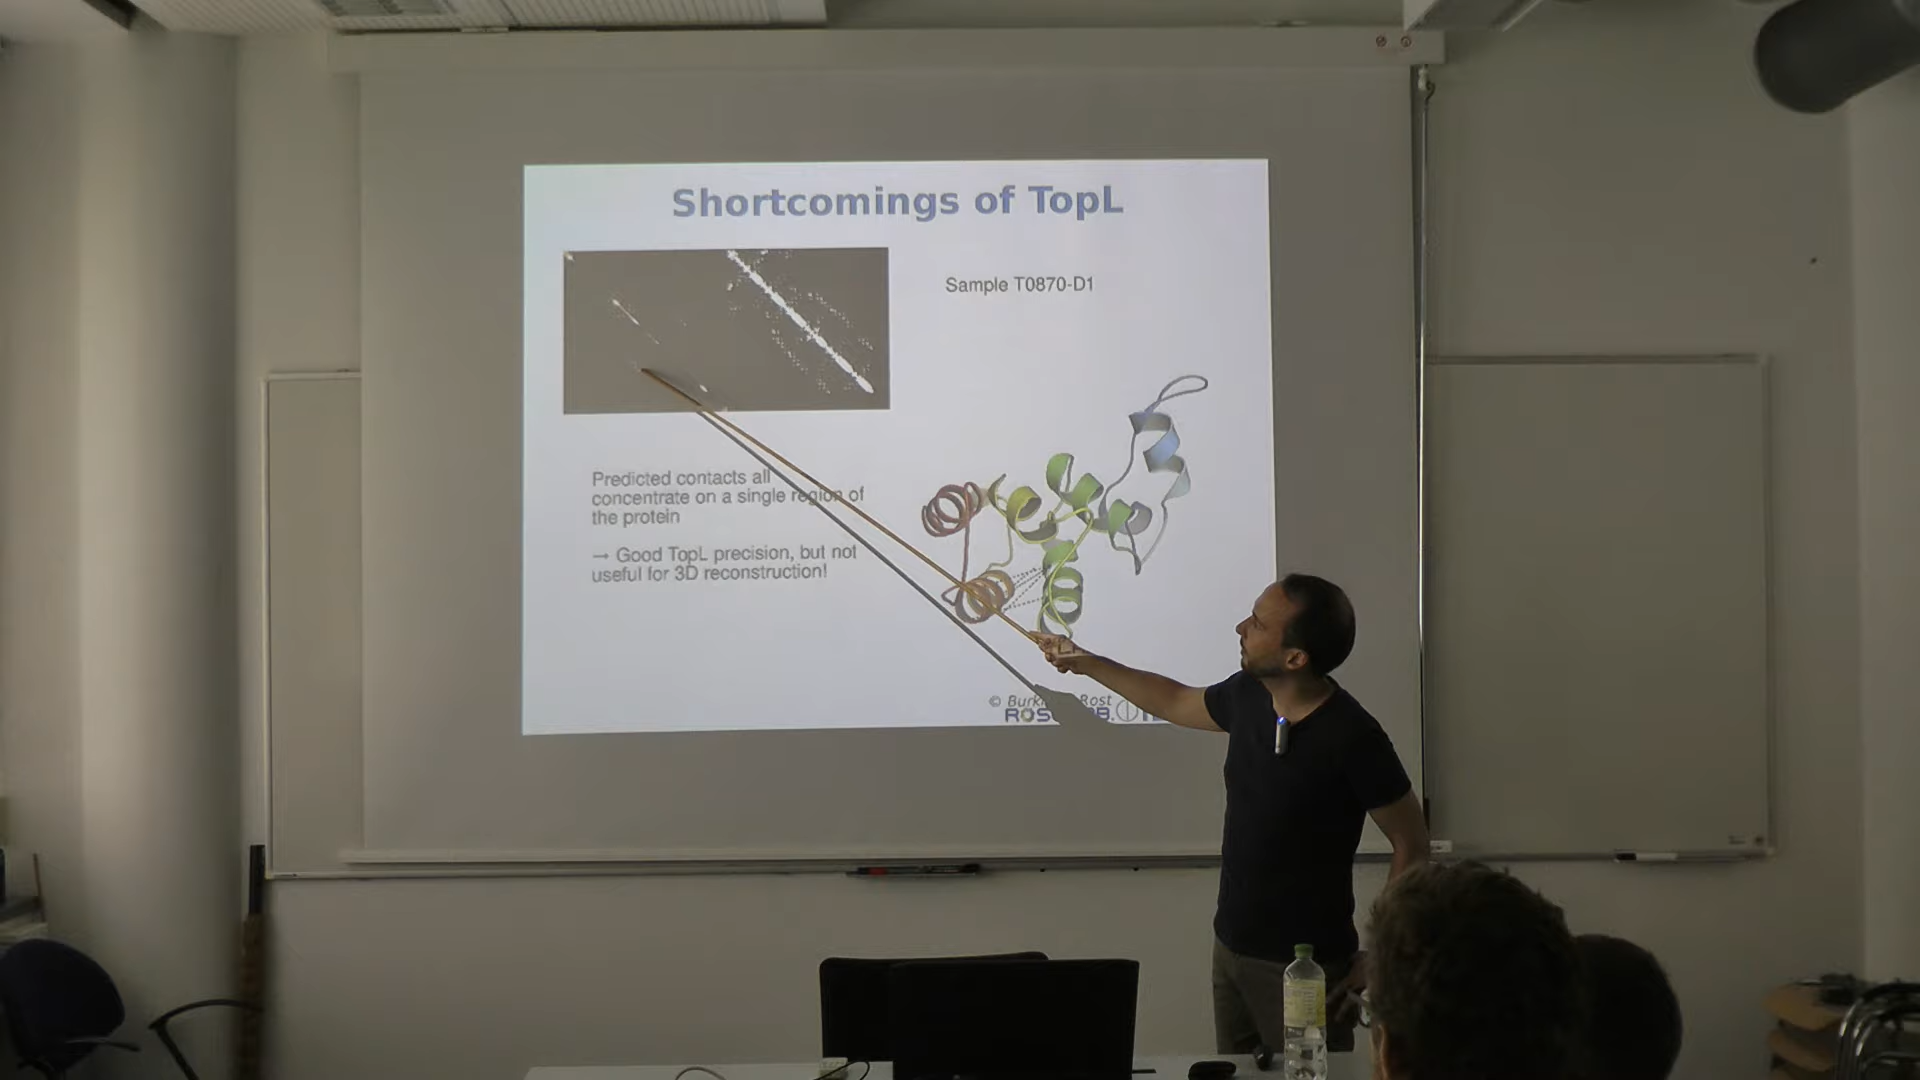 Shortcomings of TopL
Sample T0870-D1
Predicted contacts all
concentrate on a single region of
the protein
→ Good TopL precision, but not
useful for 3D reconstruction!
© Rost